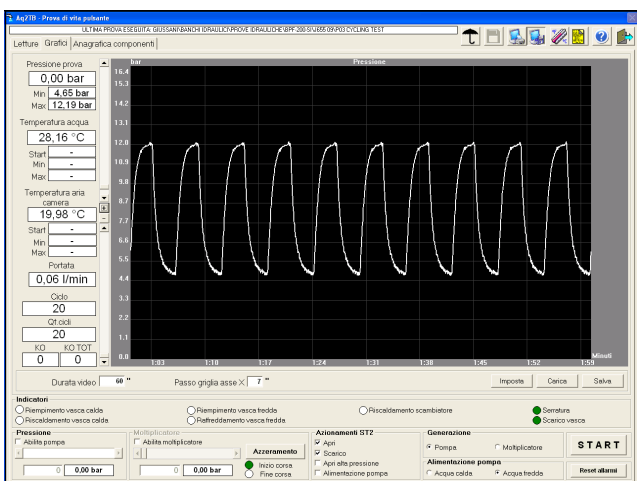 Aq2TB - Prova di vita pulsante
ULTIMA PROVA ESEGUITA: GIUSSANI\BANCHI IDRAULICI\PROVE IDRAULICHE\BPF-200-SIV\J655 09\P03 CYCLING TEST
Letture Grafici Anagrafica componenti
Pressione prova
0,00 bar
Min 4,65 bar
Max 12,19 bar
Temperatura acqua
28,16 °C
Start -
Min -
Max -
Temperatura aria
camera
19,98 °C
Start -
Min -
Max -
Portata
0,06 l/min
Ciclo
20
Qt.cicli
20
KO KO TOT
0 0
bar Pressione
16.4
15.3
14.2
13.1
12.0
10.9
9.8
8.7
7.7
6.6
5.5
4.4
3.3
2.2
1.1
0.0
1:03 1:10 1:17 1:24 1:31 1:38 1:45 1:52 1:59 Minuti
Durata video 60 " Passo griglia asse X 7 " Imposta Carica Salva
Indicatori
Riempimento vasca calda Riempimento vasca fredda Riscaldamento scambiatore Serratura
Riscaldamento vasca calda Raffreddamento vasca fredda Scarico vasca
Pressione
Abilita pompa
0 0,00 bar
Moltiplicatore
Abilita moltiplicatore
Azzeramento
0 0,00 bar
Inizio corsa
Fine corsa
Azionamenti ST2
Apri
Scarico
Apri alta pressione
Alimentazione pompa
Generazione
Pompa Moltiplicatore
Alimentazione pompa
Acqua calda Acqua fredda
START
Reset allarmi